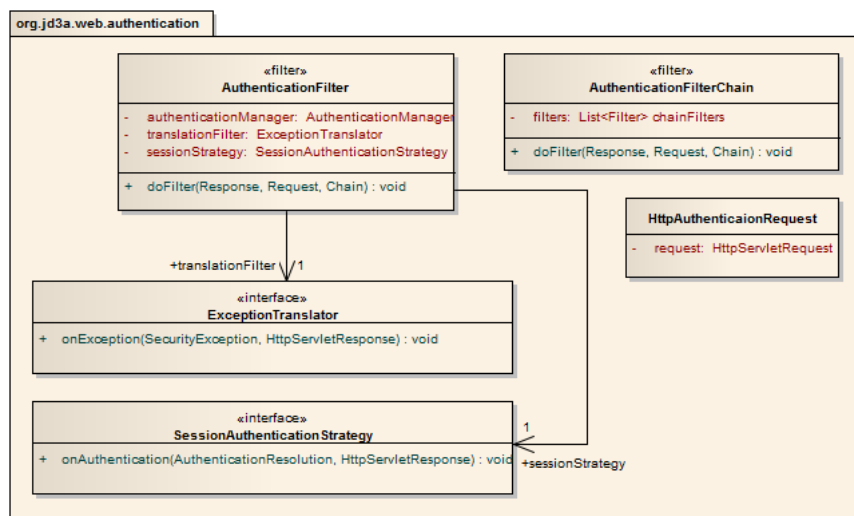 org.jd3a.web.authentication
«filter»
AuthenticationFilter
- authenticationManager: AuthenticationManager
- translationFilter: ExceptionTranslator
- sessionStrategy: SessionAuthenticationStrategy
+ doFilter(Response, Request, Chain) : void
«filter»
AuthenticationFilterChain
- filters: List<Filter> chainFilters
+ doFilter(Response, Request, Chain) : void
HttpAuthenticaionRequest
- request: HttpServletRequest
+translationFilter 1
«interface»
ExceptionTranslator
+ onException(SecurityException, HttpServletResponse) : void
«interface»
SessionAuthenticationStrategy
+ onAuthentication(AuthenticationResolution, HttpServletResponse) : void
1
+sessionStrategy